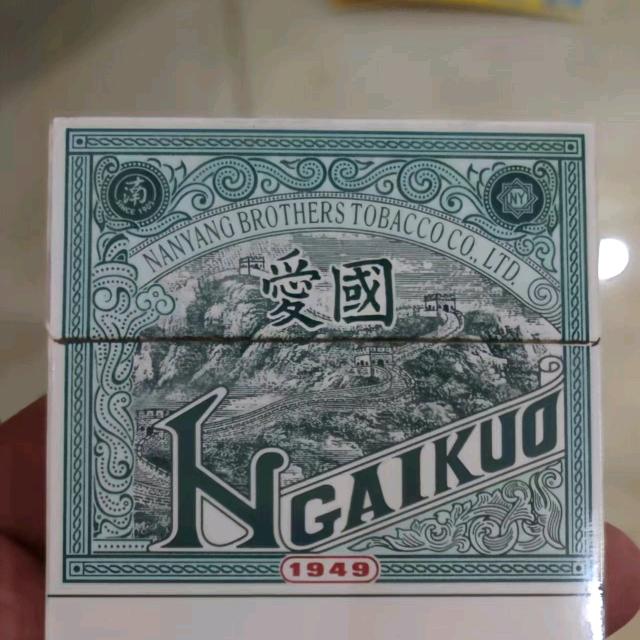 南
NY
NANYANG BROTHERS TOBACCO CO., LTD
愛國
NGAIKUO
1949